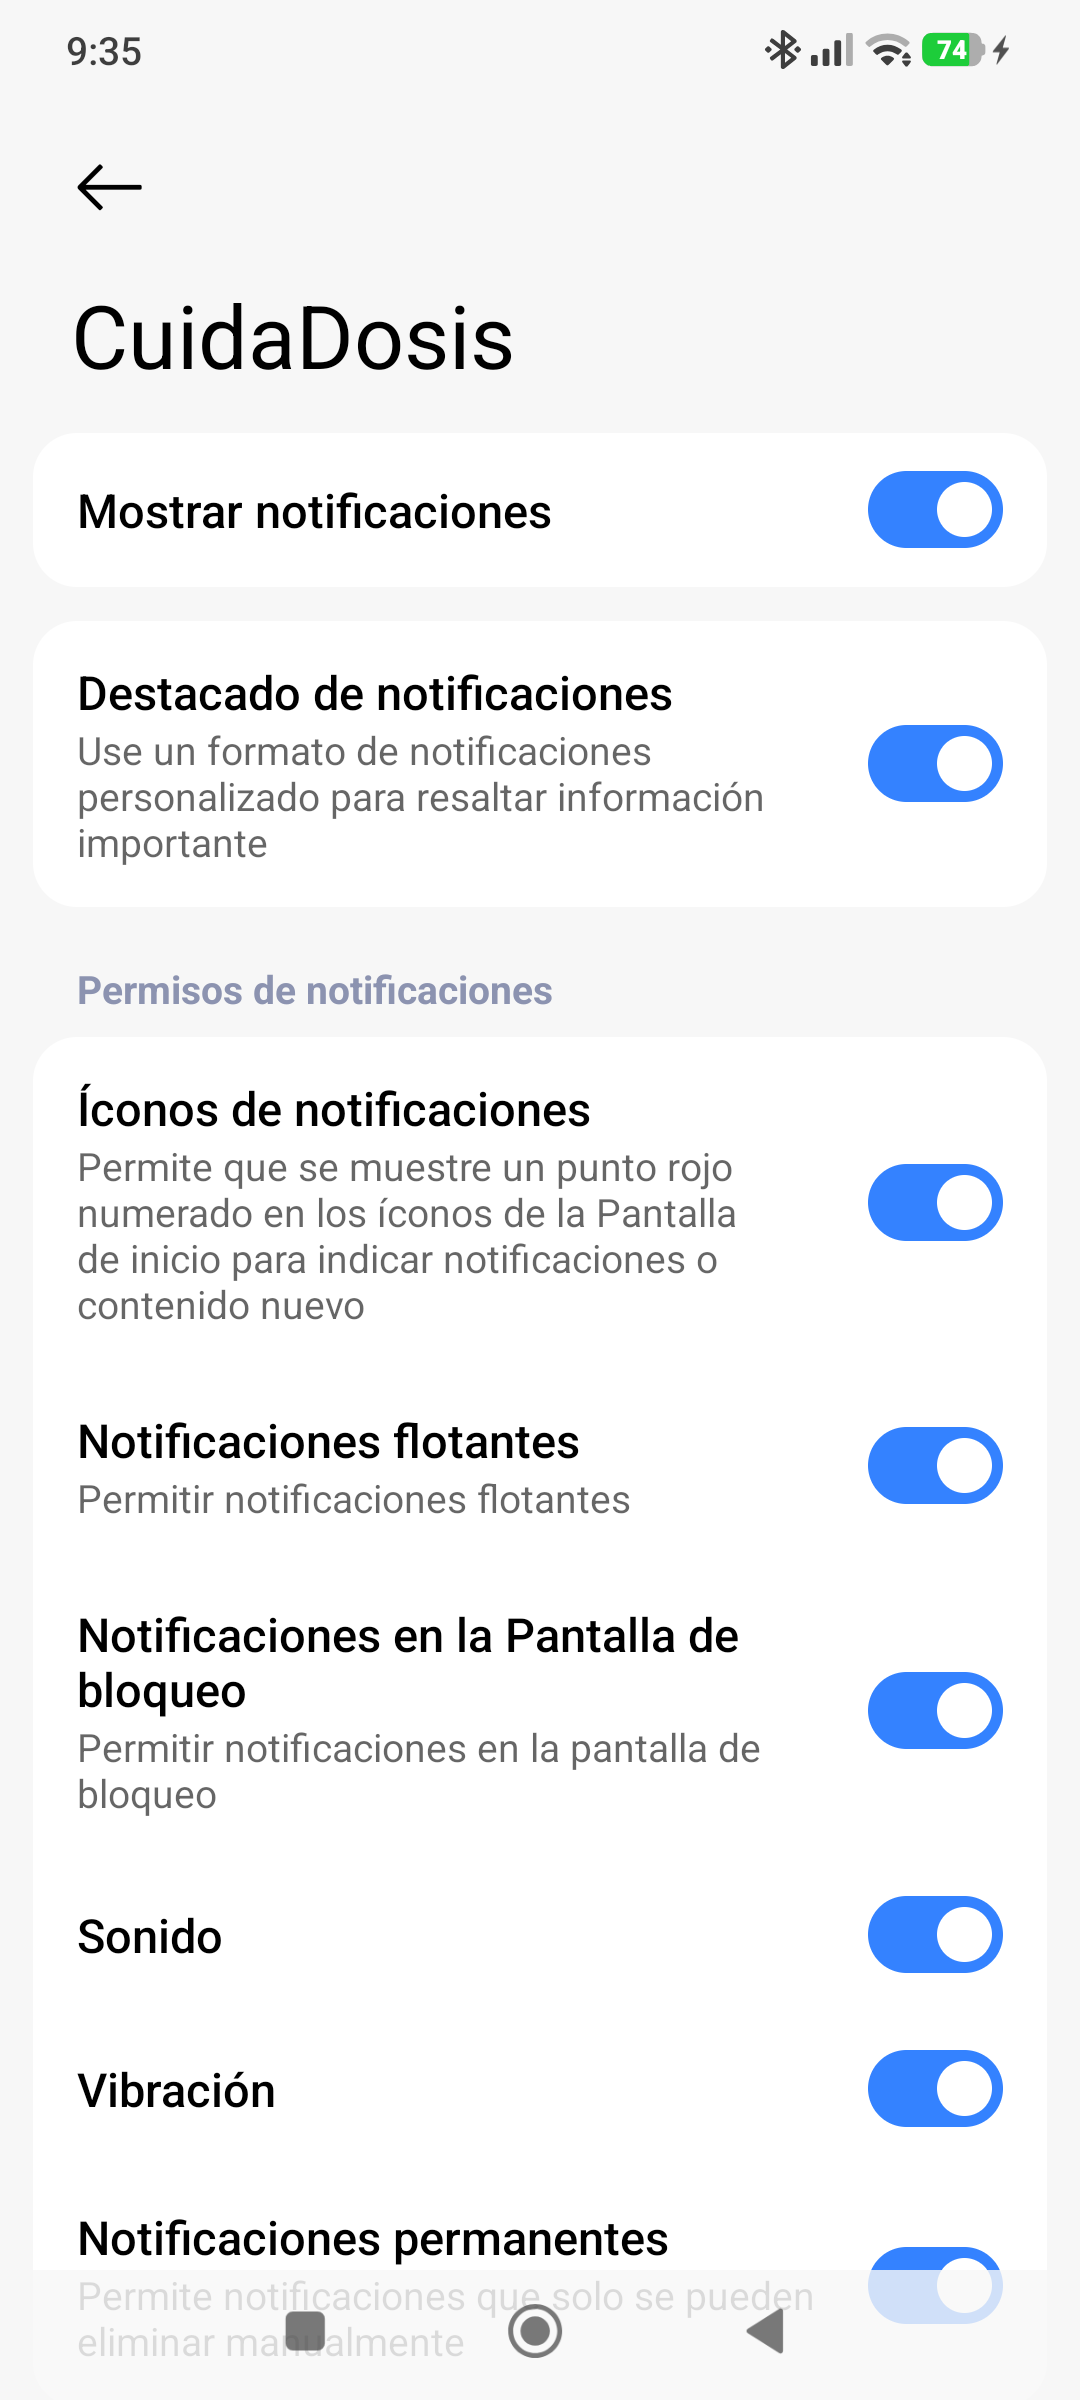 9:35
74
CuidaDosis
Mostrar notificaciones
Destacado de notificaciones
Use un formato de notificaciones
personalizado para resaltar información
importante
Permisos de notificaciones
Íconos de notificaciones
Permite que se muestre un punto rojo
numerado en los íconos de la Pantalla
de inicio para indicar notificaciones o
contenido nuevo
Notificaciones flotantes
Permitir notificaciones flotantes
Notificaciones en la Pantalla de
bloqueo
Permitir notificaciones en la pantalla de
bloqueo
Sonido
Vibración
Notificaciones permanentes
Permite notificaciones que solo se pueden
eliminar manualmente